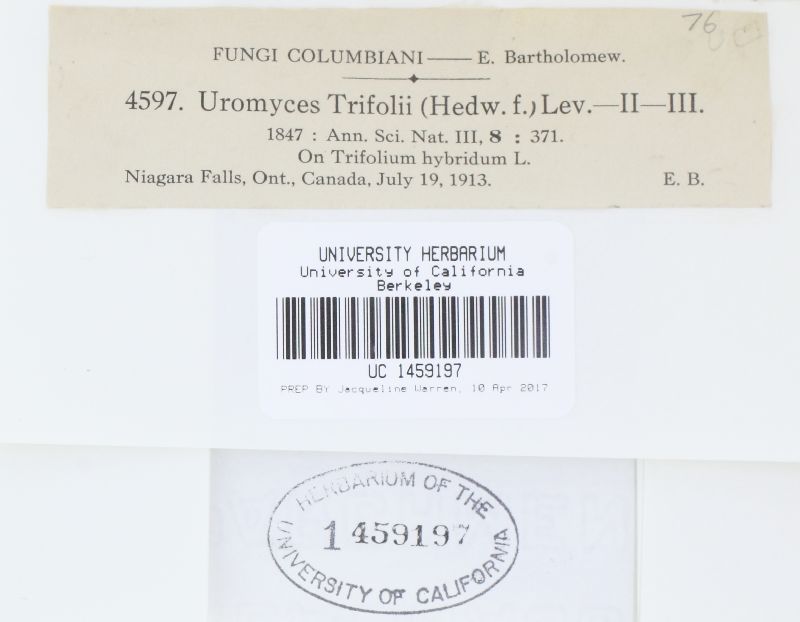 76
FUNGI COLUMBIANI — E. Bartholomew.
4597. Uromyces Trifolii (Hedw. f.) Lev.—II—III.
1847 : Ann. Sci. Nat. III, 8 : 371.
On Trifolium hybridum L.
Niagara Falls, Ont., Canada, July 19, 1913. E. B.
UNIVERSITY HERBARIUM
University of California
Berkeley
UC 1459197
PREP BY Jacqueline Warren, 10 Apr 2017
HERBARIUM OF THE
1459197
UNIVERSITY OF CALIFORNIA